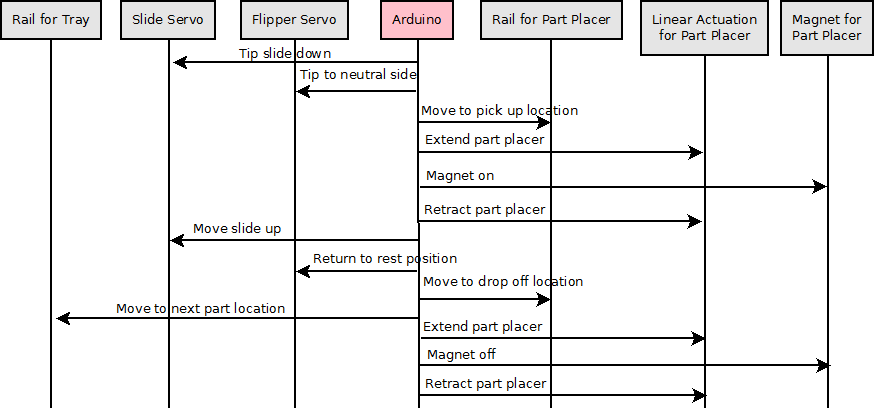 Rail for Tray
Slide Servo
Flipper Servo
Arduino
Rail for Part Placer
Linear Actuation
for Part Placer
Magnet for
Part Placer
Tip slide down
Tip to neutral side
Move to pick up location
Extend part placer
Magnet on
Retract part placer
Move slide up
Return to rest position
Move to drop off location
Move to next part location
Extend part placer
Magnet off
Retract part placer